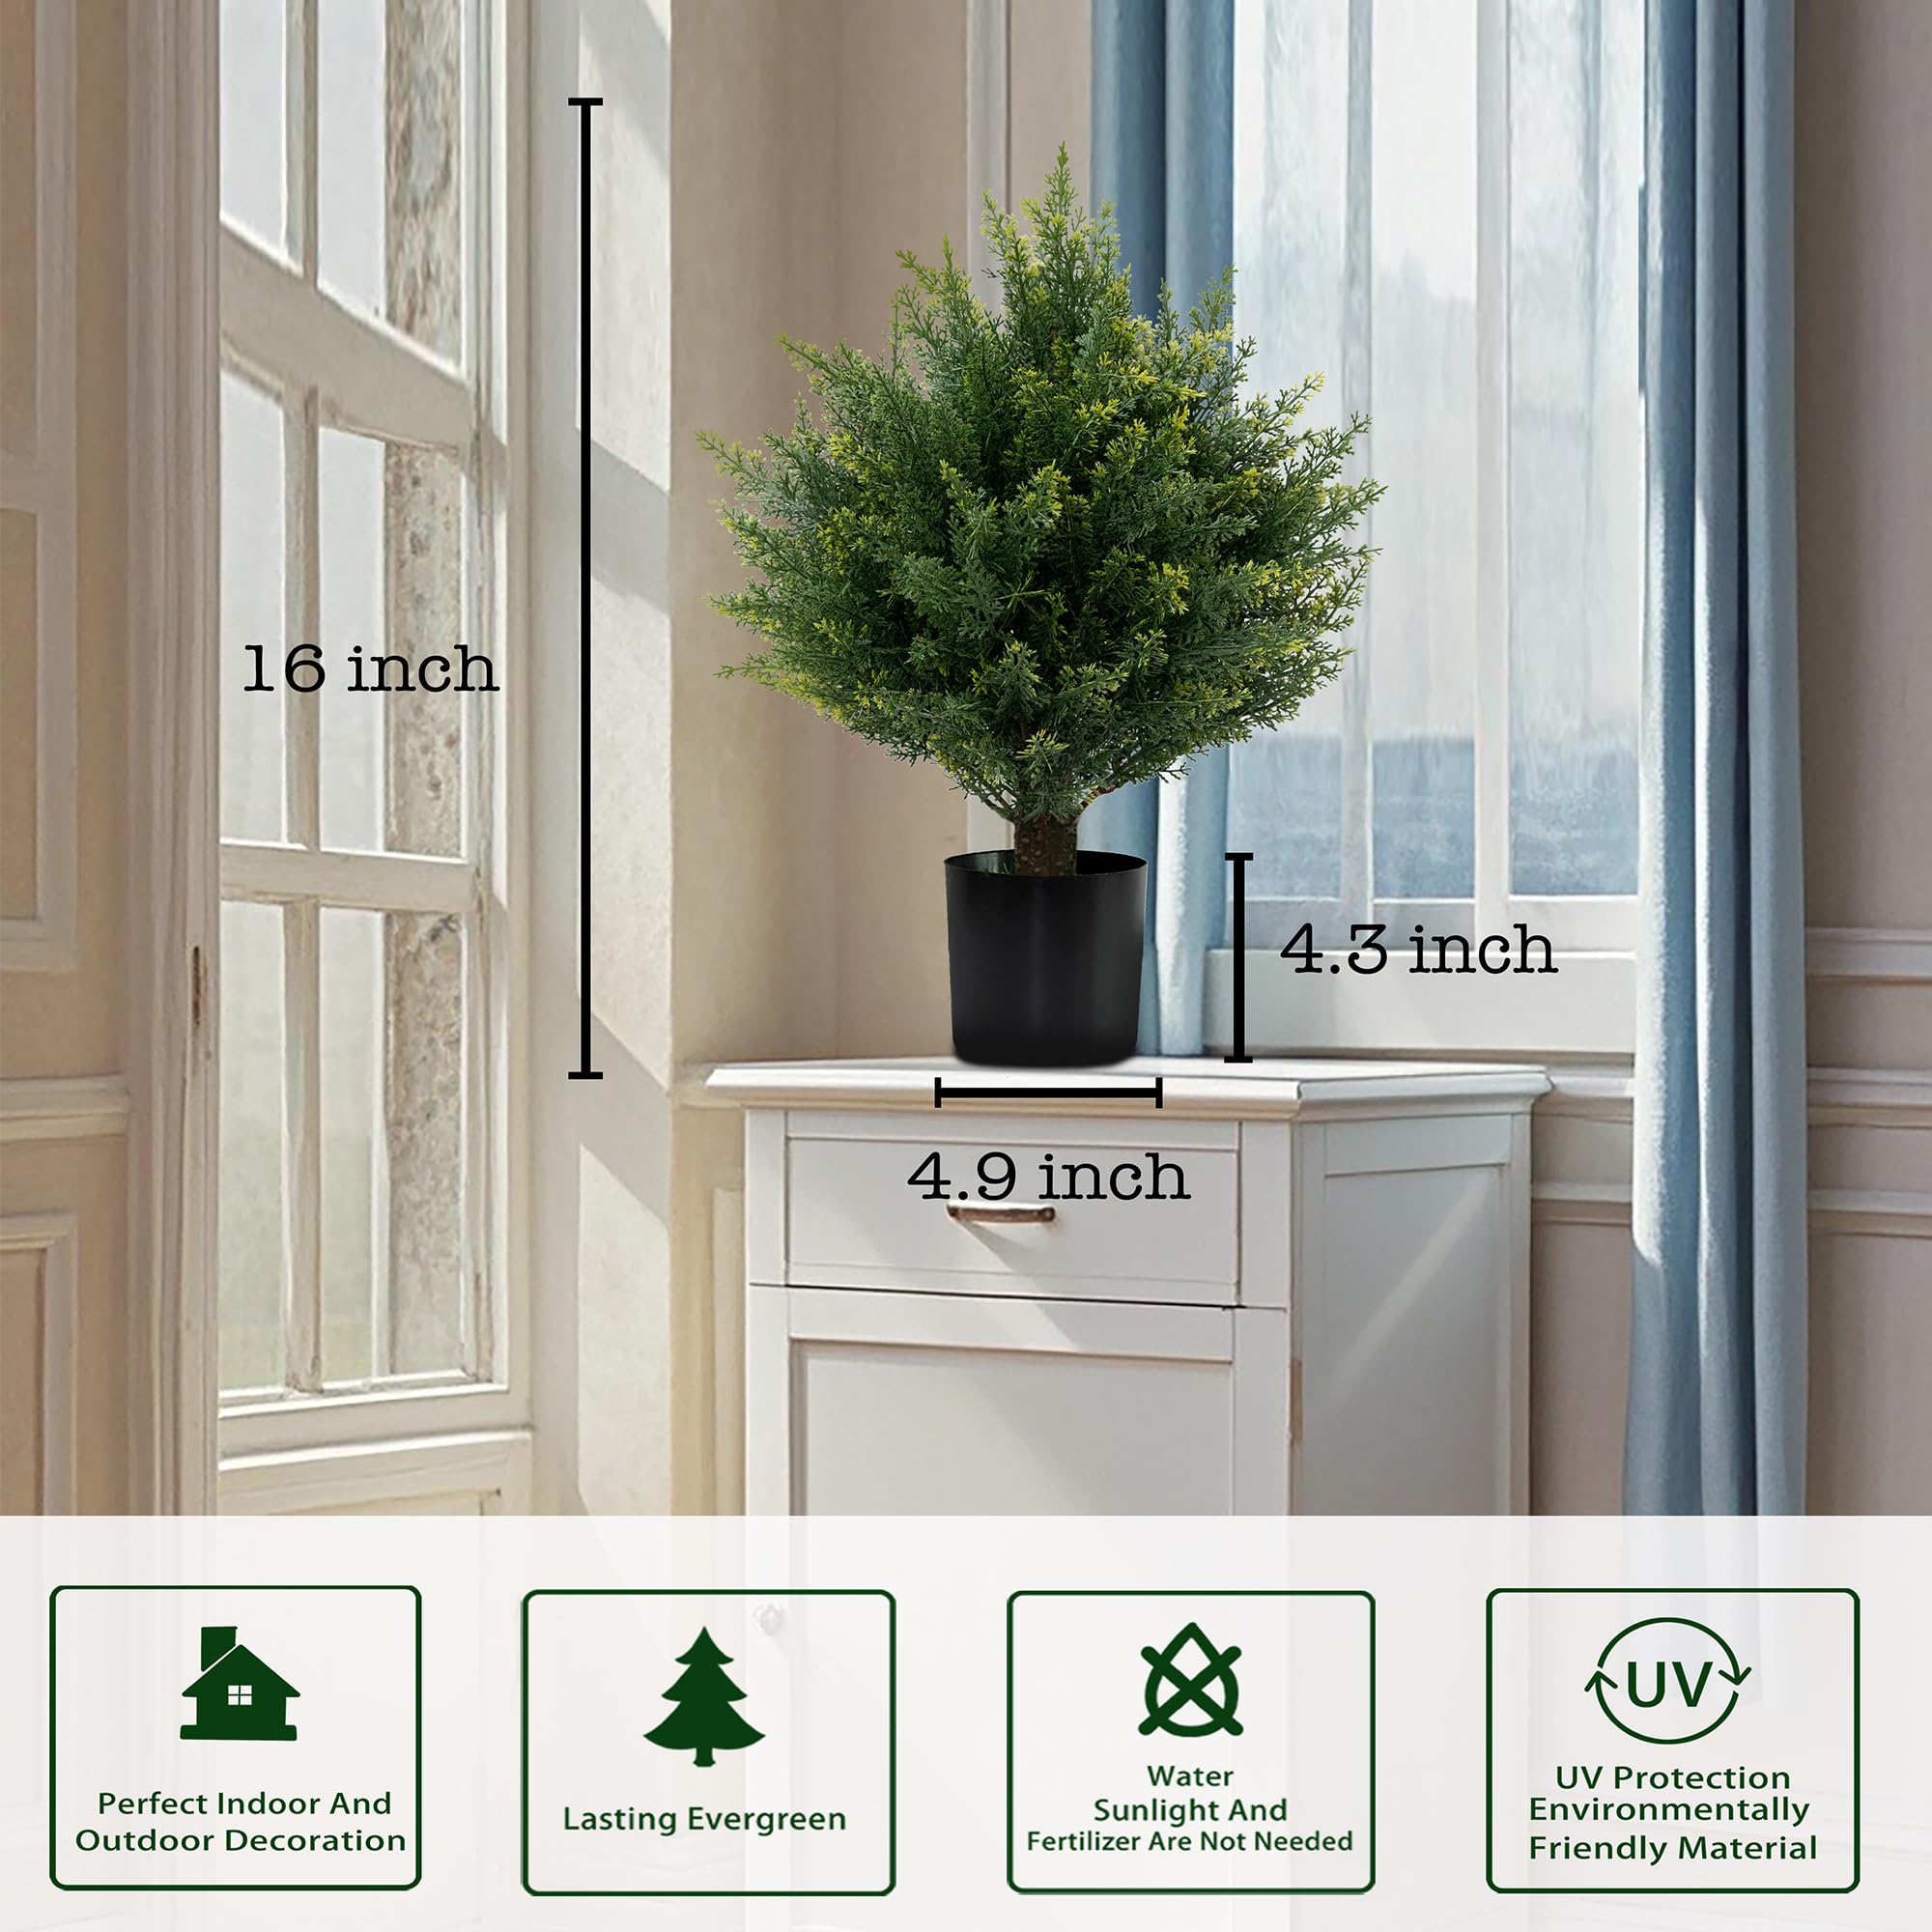 16 inch
4.3 inch
4.9 inch
Perfect Indoor And
Outdoor Decoration
Lasting Evergreen
Water
Sunlight And
Fertilizer Are Not Needed
UV
UV Protection
Environmentally
Friendly Material